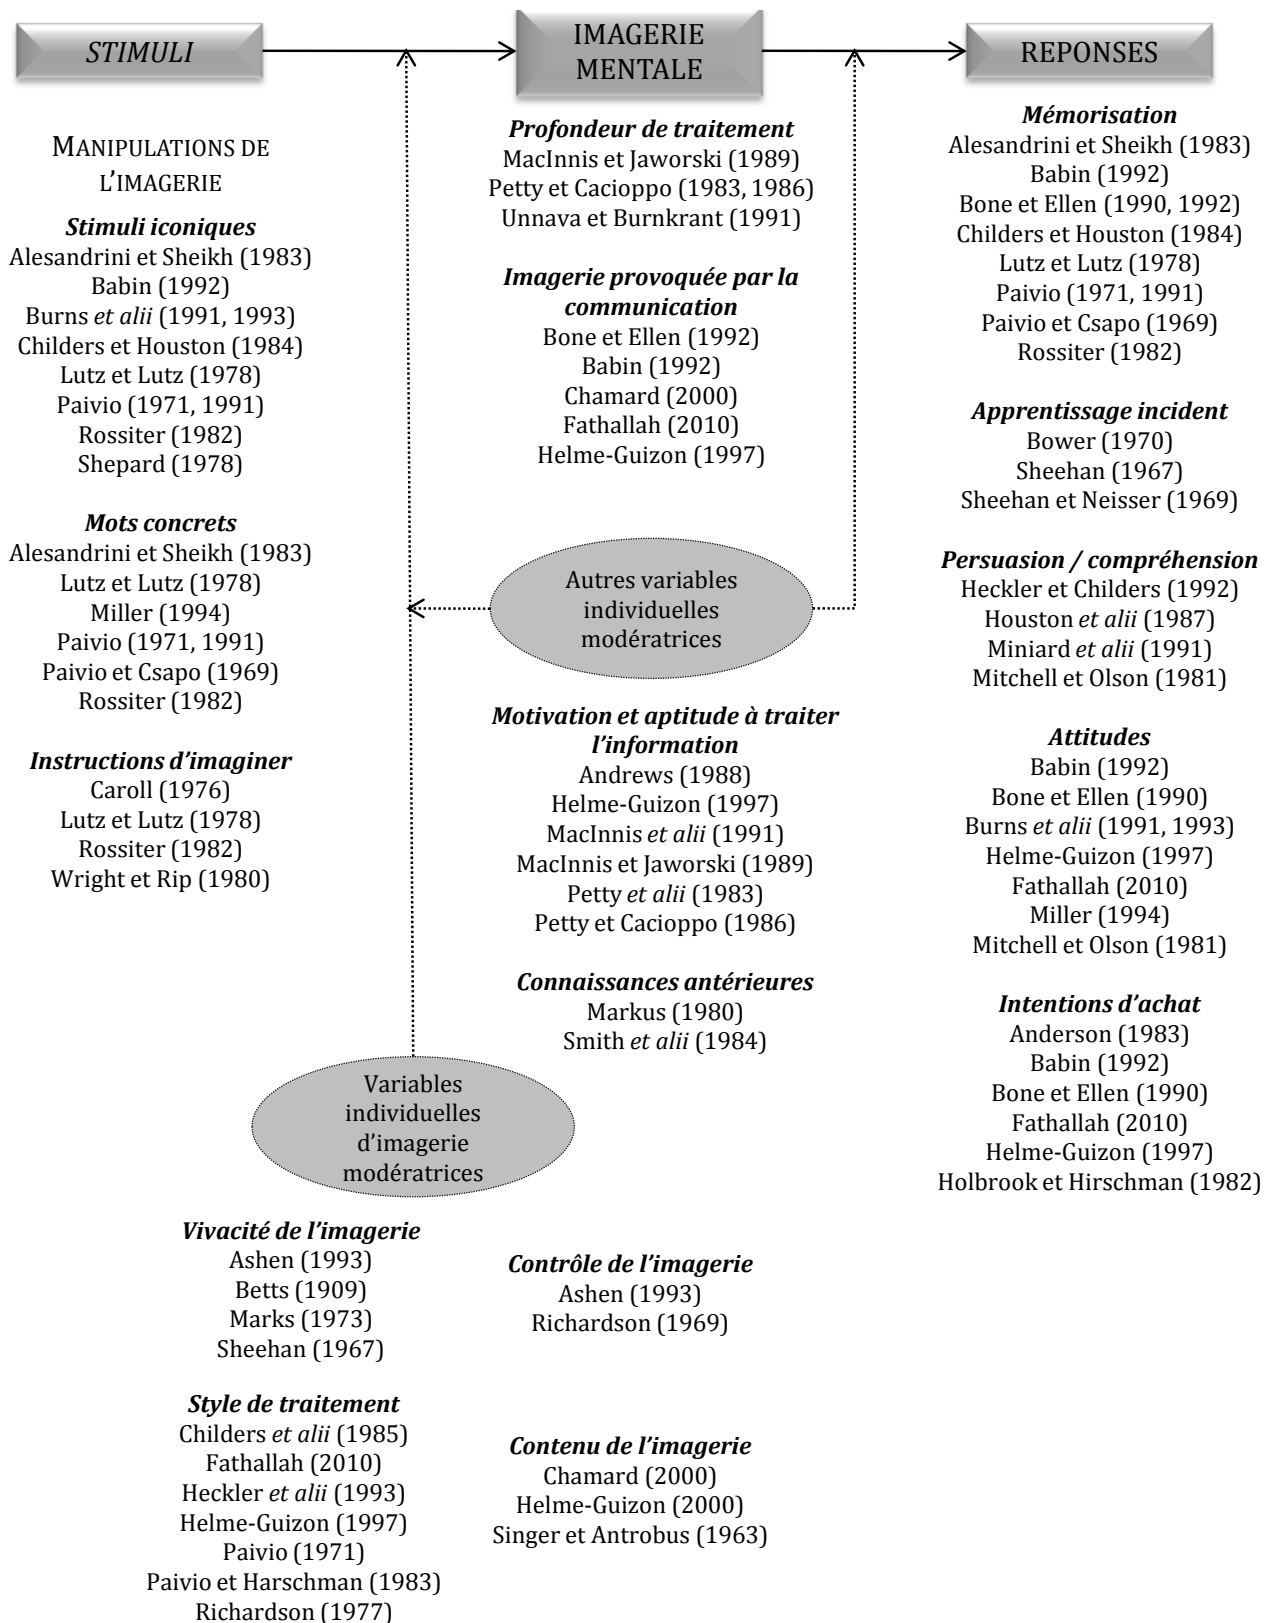 STIMULI
IMAGERIE
MENTALE
REPONSES
MANIPULATIONS DE
L’IMAGERIE
Stimuli iconiques
Alesandrini et Sheikh (1983)
Babin (1992)
Burns et alii (1991, 1993)
Childers et Houston (1984)
Lutz et Lutz (1978)
Paivio (1971, 1991)
Rossiter (1982)
Shepard (1978)
Mots concrets
Alesandrini et Sheikh (1983)
Lutz et Lutz (1978)
Miller (1994)
Paivio (1971, 1991)
Paivio et Csapo (1969)
Rossiter (1982)
Instructions d’imaginer
Caroll (1976)
Lutz et Lutz (1978)
Rossiter (1982)
Wright et Rip (1980)
Profondeur de traitement
MacInnis et Jaworski (1989)
Petty et Cacioppo (1983, 1986)
Unnava et Burnkrant (1991)
Imagerie provoquée par la
communication
Bone et Ellen (1992)
Babin (1992)
Chamard (2000)
Fathallah (2010)
Helme-Guizon (1997)
Autres variables
individuelles
modératrices
Motivation et aptitude à traiter
l’information
Andrews (1988)
Helme-Guizon (1997)
MacInnis et alii (1991)
MacInnis et Jaworski (1989)
Petty et alii (1983)
Petty et Cacioppo (1986)
Connaissances antérieures
Markus (1980)
Smith et alii (1984)
Mémorisation
Alesandrini et Sheikh (1983)
Babin (1992)
Bone et Ellen (1990, 1992)
Childers et Houston (1984)
Lutz et Lutz (1978)
Paivio (1971, 1991)
Paivio et Csapo (1969)
Rossiter (1982)
Apprentissage incident
Bower (1970)
Sheehan (1967)
Sheehan et Neisser (1969)
Persuasion / compréhension
Heckler et Childers (1992)
Houston et alii (1987)
Miniard et alii (1991)
Mitchell et Olson (1981)
Attitudes
Babin (1992)
Bone et Ellen (1990)
Burns et alii (1991, 1993)
Helme-Guizon (1997)
Fathallah (2010)
Miller (1994)
Mitchell et Olson (1981)
Intentions d’achat
Anderson (1983)
Babin (1992)
Bone et Ellen (1990)
Fathallah (2010)
Helme-Guizon (1997)
Holbrook et Hirschman (1982)
Variables
individuelles
d’imagerie
modératrices
Vivacité de l’imagerie
Ashen (1993)
Betts (1909)
Marks (1973)
Sheehan (1967)
Style de traitement
Childers et alii (1985)
Fathallah (2010)
Heckler et alii (1993)
Helme-Guizon (1997)
Paivio (1971)
Paivio et Harschman (1983)
Richardson (1977)
Contrôle de l’imagerie
Ashen (1993)
Richardson (1969)
Contenu de l’imagerie
Chamard (2000)
Helme-Guizon (2000)
Singer et Antrobus (1963)